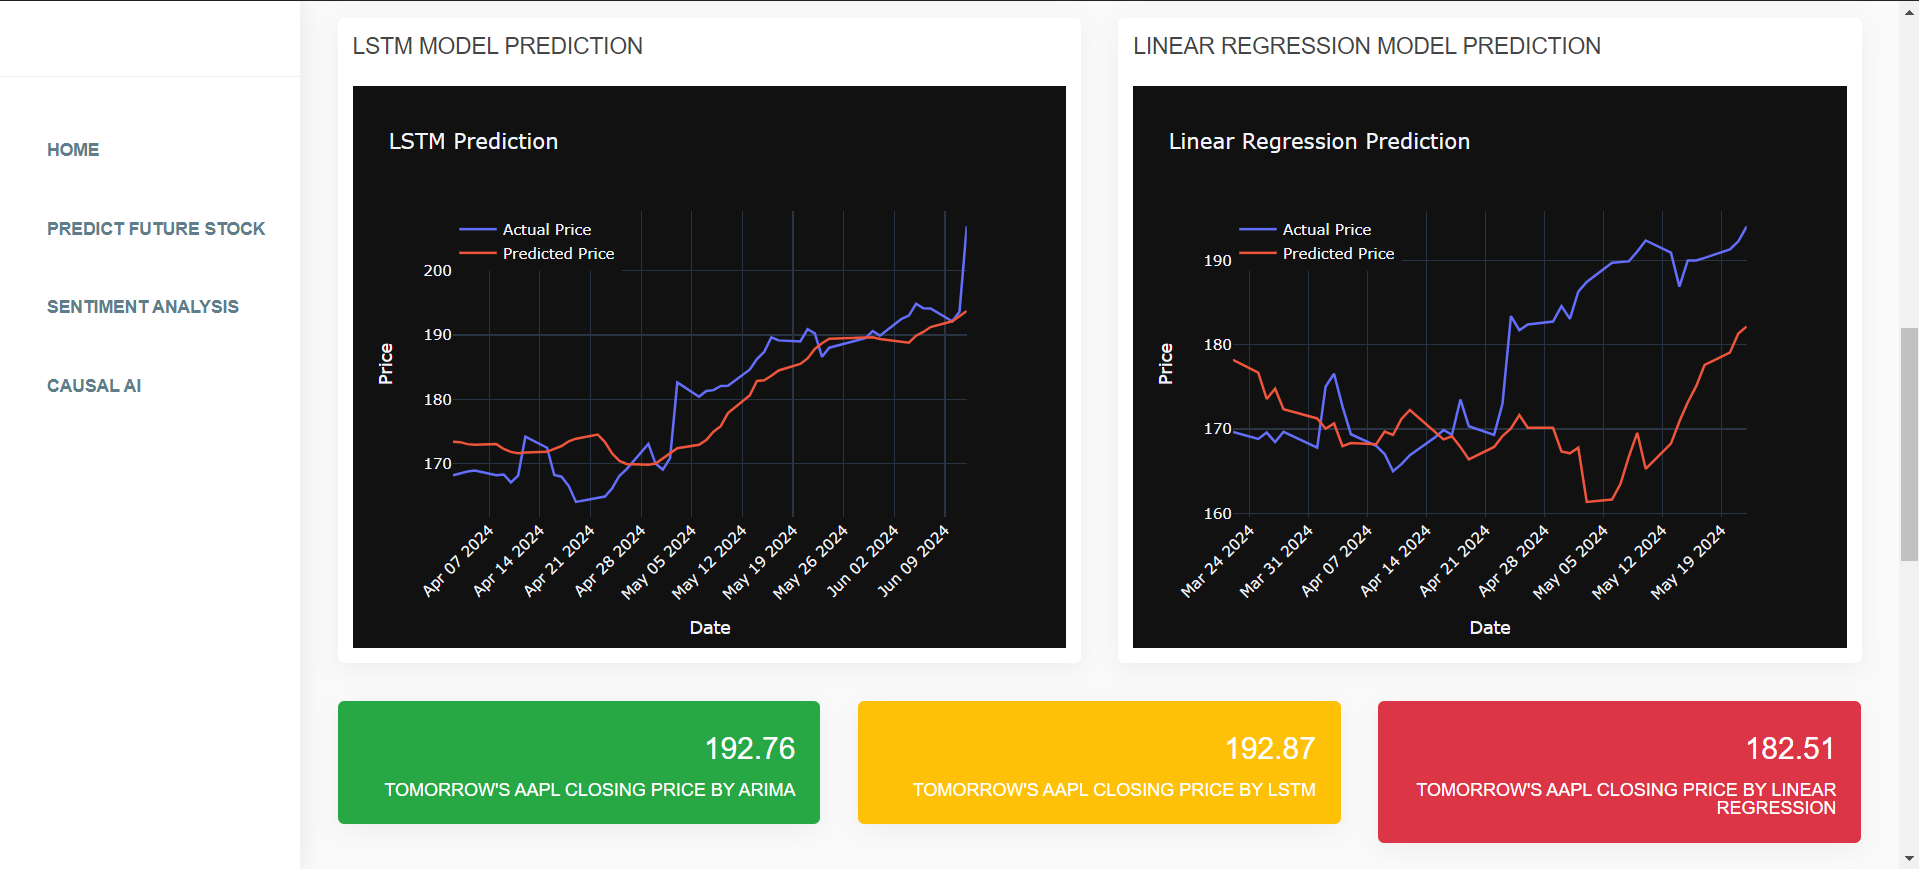 HOME
PREDICT FUTURE STOCK
SENTIMENT ANALYSIS
CAUSAL AI
LSTM MODEL PREDICTION
LSTM Prediction
Actual Price
Predicted Price
200
190
180
170
Price
Apr 07 2024
Apr 14 2024
Apr 21 2024
Apr 28 2024
May 05 2024
May 12 2024
May 19 2024
May 26 2024
Jun 02 2024
Jun 09 2024
Date
LINEAR REGRESSION MODEL PREDICTION
Linear Regression Prediction
Actual Price
Predicted Price
190
180
170
160
Price
Mar 24 2024
Mar 31 2024
Apr 07 2024
Apr 14 2024
Apr 21 2024
Apr 28 2024
May 05 2024
May 12 2024
May 19 2024
Date
192.76
TOMORROW'S AAPL CLOSING PRICE BY ARIMA
192.87
TOMORROW'S AAPL CLOSING PRICE BY LSTM
182.51
TOMORROW'S AAPL CLOSING PRICE BY LINEAR
REGRESSION